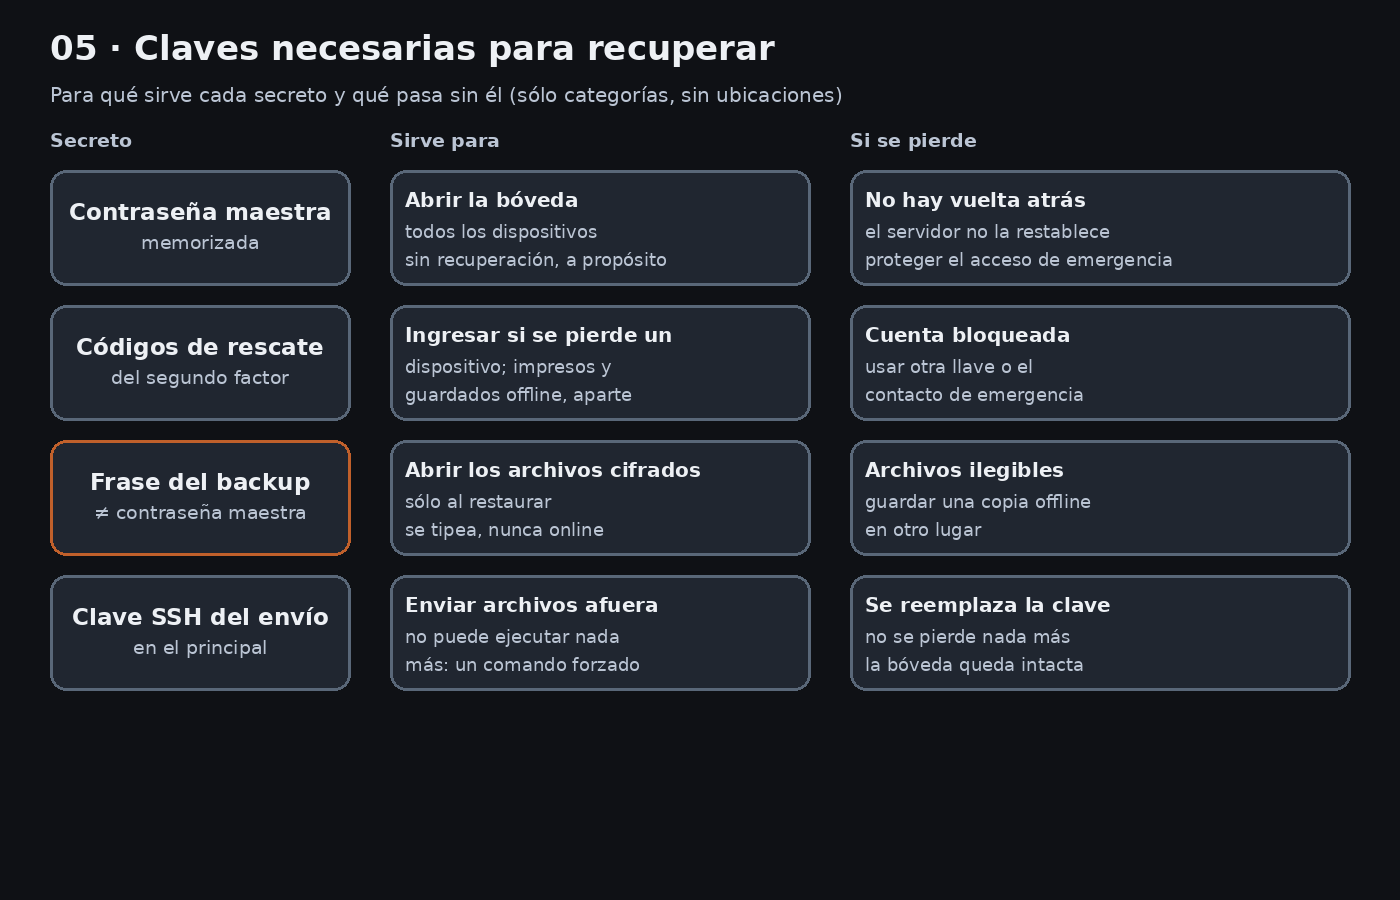 05 · Claves necesarias para recuperar
Para qué sirve cada secreto y qué pasa sin él (sólo categorías, sin ubicaciones)
Secreto
Sirve para
Si se pierde
Contraseña maestra
memorizada
Abrir la bóveda
todos los dispositivos
sin recuperación, a propósito
No hay vuelta atrás
el servidor no la restablece
proteger el acceso de emergencia
Códigos de rescate
del segundo factor
Ingresar si se pierde un
dispositivo; impresos y
guardados offline, aparte
Cuenta bloqueada
usar otra llave o el
contacto de emergencia
Frase del backup
≠ contraseña maestra
Abrir los archivos cifrados
sólo al restaurar
se tipea, nunca online
Archivos ilegibles
guardar una copia offline
en otro lugar
Clave SSH del envío
en el principal
Enviar archivos afuera
no puede ejecutar nada
más: un comando forzado
Se reemplaza la clave
no se pierde nada más
la bóveda queda intacta